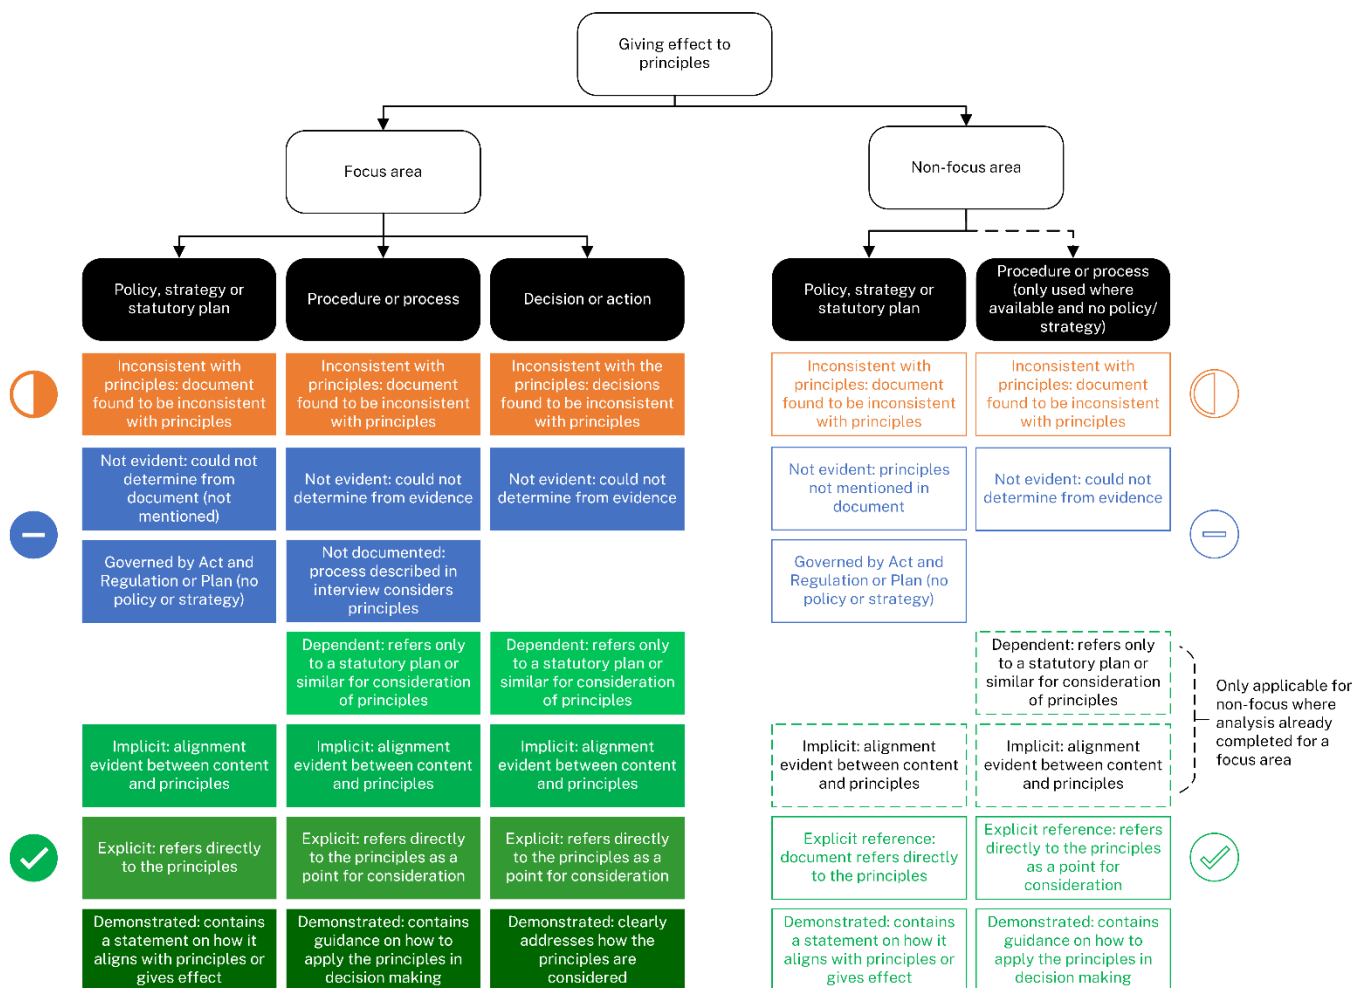 Giving effect to
principles
Focus area
Non-focus area
Policy, strategy or
statutory plan
Procedure or process
Decision or action
Policy, strategy or
statutory plan
Procedure or process
(only used where
available and no policy/
strategy)
Inconsistent with
principles: document
found to be inconsistent
with principles
Inconsistent with
principles: document
found to be inconsistent
with principles
Inconsistent with the
principles: decisions
found to be inconsistent
with principles
Inconsistent with
principles: document
found to be inconsistent
with principles
Inconsistent with
principles: document
found to be inconsistent
with principles
Not evident: could not
determine from
document (not
mentioned)
Not evident: could not
determine from evidence
Not evident: could not
determine from evidence
Not evident: principles
not mentioned in
document
Not evident: could not
determine from evidence
Governed by Act and
Regulation or Plan (no
policy or strategy)
Not documented:
process described in
interview considers
principles
Governed by Act and
Regulation or Plan (no
policy or strategy)
Dependent: refers only
to a statutory plan or
similar for consideration
of principles
Dependent: refers only
to a statutory plan or
similar for consideration
of principles
Dependent: refers only
to a statutory plan or
similar for consideration
of principles
Only applicable for
non-focus where
analysis already
completed for a
focus area
Implicit: alignment
evident between content
and principles
Implicit: alignment
evident between content
and principles
Implicit: alignment
evident between content
and principles
Implicit: alignment
evident between content
and principles
Implicit: alignment
evident between content
and principles
Explicit: refers directly
to the principles
Explicit: refers directly
to the principles as a
point for consideration
Explicit: refers directly
to the principles as a
point for consideration
Explicit reference:
document refers directly
to the principles
Explicit reference: refers
directly to the principles
as a point for
consideration
Demonstrated: contains
a statement on how it
aligns with principles or
gives effect
Demonstrated: contains
guidance on how to
apply the principles in
decision making
Demonstrated: clearly
addresses how the
principles are
considered
Demonstrated: contains
a statement on how it
aligns with principles or
gives effect
Demonstrated: contains
guidance on how to
apply the principles in
decision making